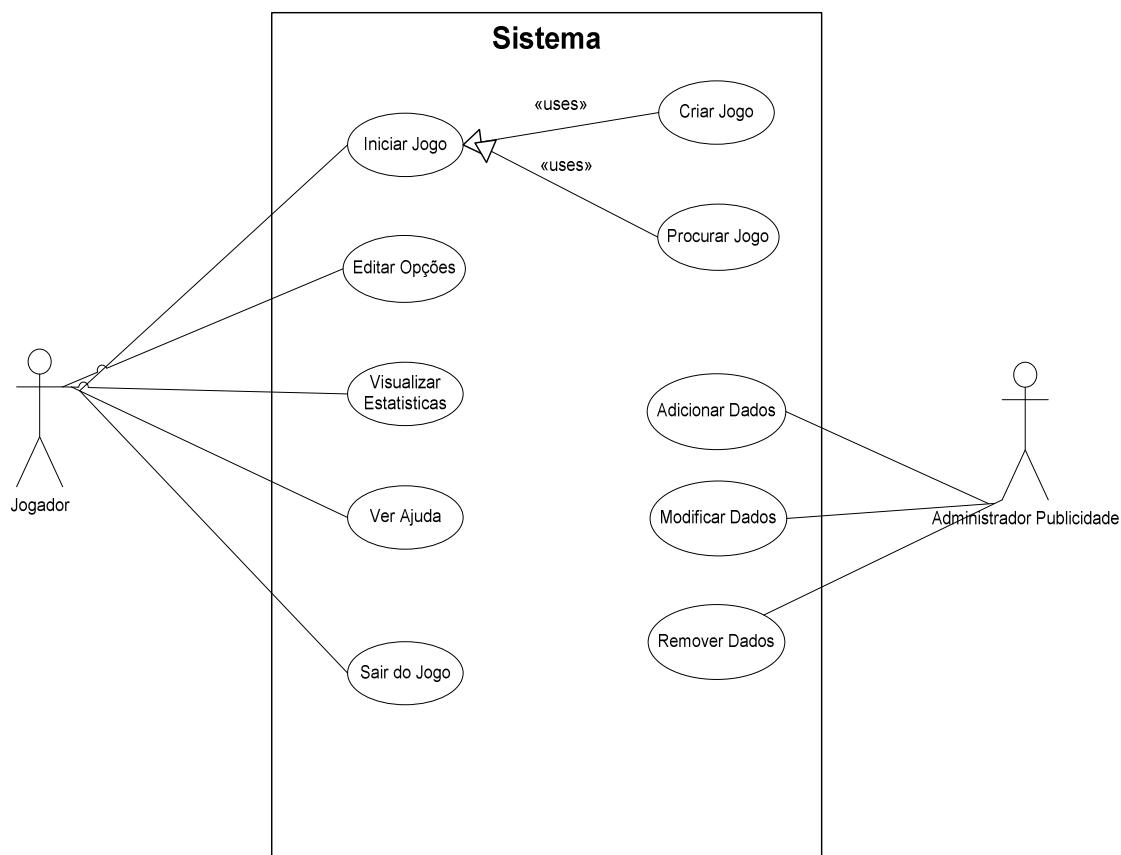 Sistema
«uses»
Criar Jogo
Iniciar Jogo
«uses»
Procurar Jogo
Editar Opções
Visualizar
Estatisticas
Adicionar Dados
Jogador
Ver Ajuda
Modificar Dados
Administrador Publicidade
Remover Dados
Sair do Jogo